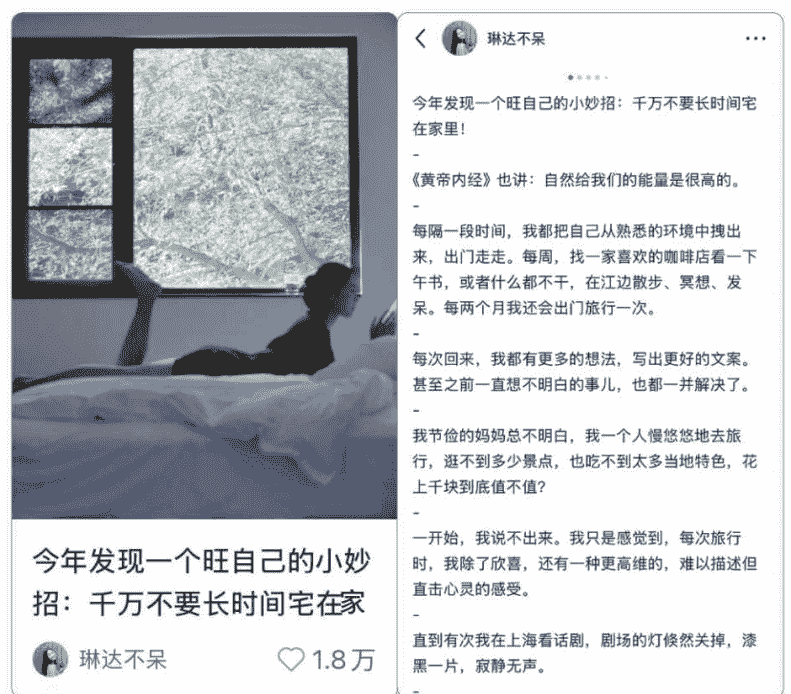 今年发现一个旺自己的小妙
招：千万不要长时间宅在家
琳达不呆
1.8万
琳达不呆
今年发现一个旺自己的小妙招：千万不要长时间宅
在家里！
-
《黄帝内经》也讲：自然给我们的能量是很高的。
-
每隔一段时间，我都把自己从熟悉的环境中拽出
来，出门走走。每周，找一家喜欢的咖啡店看一下
午书，或者什么都不干，在江边散步、冥想、发
呆。每两个月我还会出门旅行一次。
-
每次回来，我都有更多的想法，写出更好的文案。
甚至之前一直想不明白的事儿，也都一并解决了。
-
我节俭的妈妈总不明白，我一个人慢悠悠地去旅
行，逛不到多少景点，也吃不到太多当地特色，花
上千块到底值不值？
-
一开始，我说不出来。我只是感觉到，每次旅行
时，我除了欣喜，还有一种更高维的，难以描述但
直击心灵的感受。
-
直到有次我在上海看话剧，剧场的灯倏然关掉，漆
黑一片，寂静无声。
-